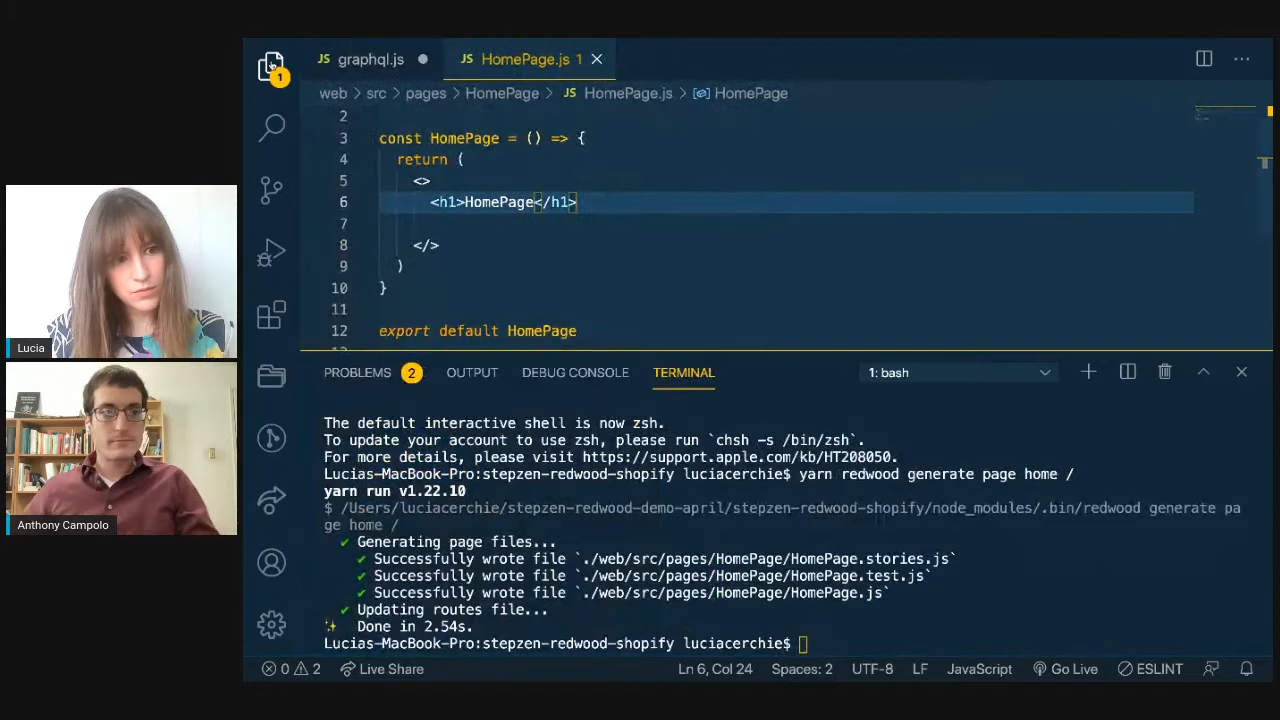 JS graphql.js
JS HomePage.js 1
1
web > src > pages > HomePage > JS HomePage.js > HomePage
2
3 const HomePage = () => {
4 return (
5 <>
6 <h1>HomePage</h1>
7
8 </>
9 )
10 }
11
12 export default HomePage
PROBLEMS 2 OUTPUT DEBUG CONSOLE TERMINAL 1: bash
The default interactive shell is now zsh.
To update your account to use zsh, please run `chsh -s /bin/zsh`.
For more details, please visit https://support.apple.com/kb/HT208050.
Lucias-MacBook-Pro:stepzen-redwood-shopify luciacerchie$ yarn redwood generate page home /
yarn run v1.22.10
$ /Users/luciacerchie/stepzen-redwood-demo-april/stepzen-redwood-shopify/node_modules/.bin/redwood generate pa
ge home /
✔ Generating page files...
✔ Successfully wrote file `./web/src/pages/HomePage/HomePage.stories.js`
✔ Successfully wrote file `./web/src/pages/HomePage/HomePage.test.js`
✔ Successfully wrote file `./web/src/pages/HomePage/HomePage.js`
✔ Updating routes file...
✨ Done in 2.54s.
Lucias-MacBook-Pro:stepzen-redwood-shopify luciacerchie$
0 2 Live Share Ln 6, Col 24 Spaces: 2 UTF-8 LF JavaScript Go Live ESLINT
Lucia
Anthony Campolo